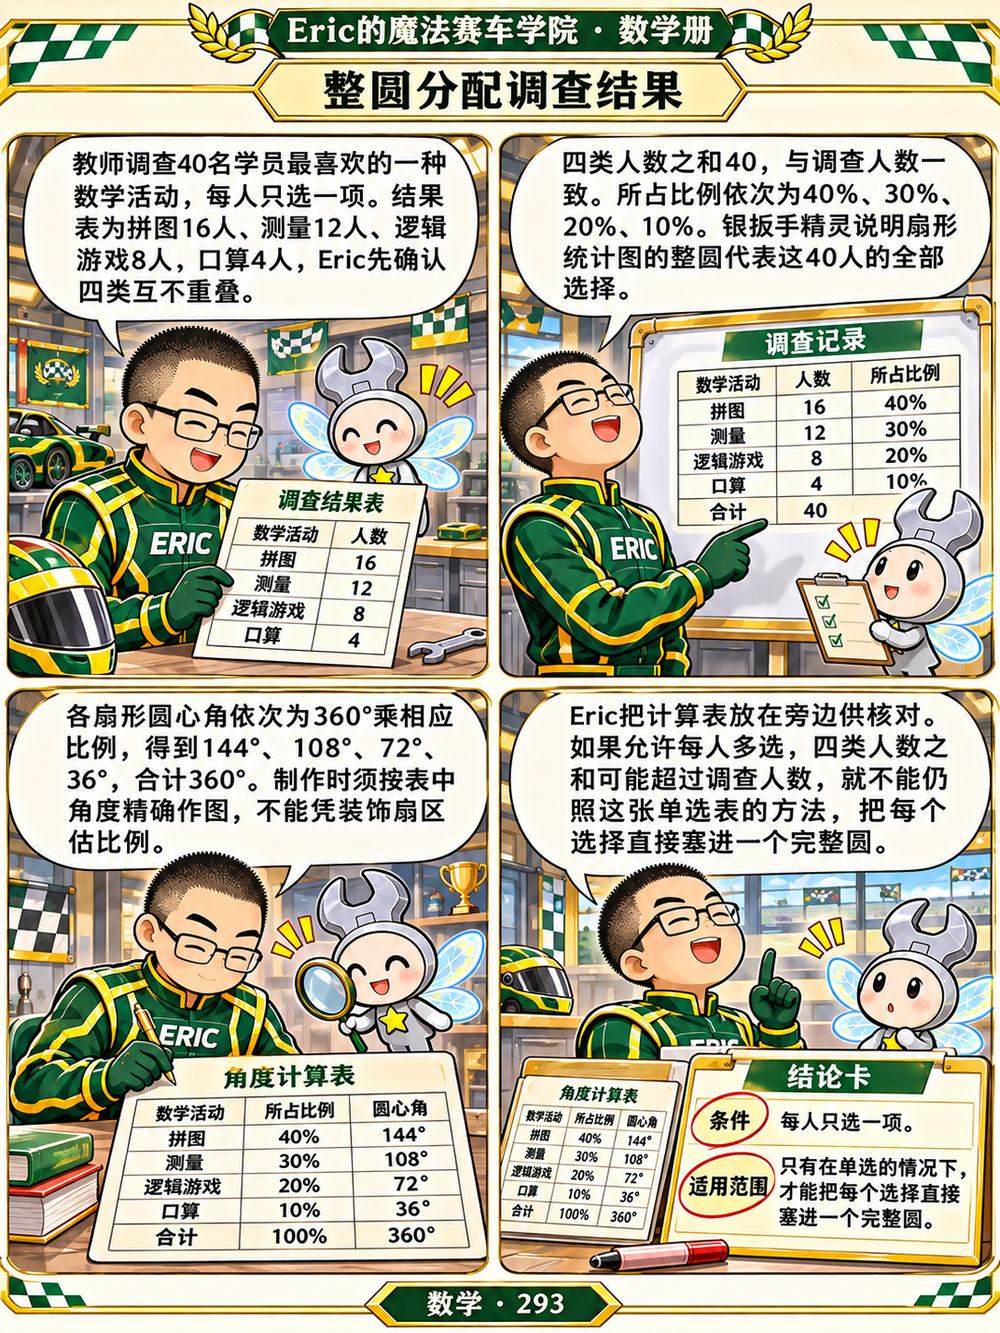 Eric的魔法赛车学院 · 数学册
整圆分配调查结果
教师调查40名学员最喜欢的一种
数学活动，每人只选一项。结果
表为拼图16人、测量12人、逻辑
游戏8人，口算4人，Eric先确认
四类互不重叠。
ERIC
调查结果表
数学活动 人数
拼图 16
测量 12
逻辑游戏 8
口算 4
四类人数之和40，与调查人数一
致。所占比例依次为40%、30%、
20%、10%。银扳手精灵说明扇形
统计图的整圆代表这40人的全部
选择。
调查记录
数学活动 人数 所占比例
拼图 16 40%
测量 12 30%
逻辑游戏 8 20%
口算 4 10%
合计 40
ERIC
各扇形圆心角依次为360°乘相应
比例，得到144°、108°、72°、
36°，合计360°。制作时须按表中
角度精确作图，不能凭装饰扇区
估比例。
ERIC
角度计算表
数学活动 所占比例 圆心角
拼图 40% 144°
测量 30% 108°
逻辑游戏 20% 72°
口算 10% 36°
合计 100% 360°
Eric把计算表放在旁边供核对。
如果允许每人多选，四类人数之
和可能超过调查人数，就不能仍
照这张单选表的方法，把每个
选择直接塞进一个完整圆。
ERIC
角度计算表
数学活动 所占比例 圆心角
拼图 40% 144°
测量 30% 108°
逻辑游戏 20% 72°
口算 10% 36°
合计 100% 360°
结论卡
条件 每人只选一项。
适用范围 只有在单选的情况下，
才能把每个选择直接
塞进一个完整圆。
数学 · 293